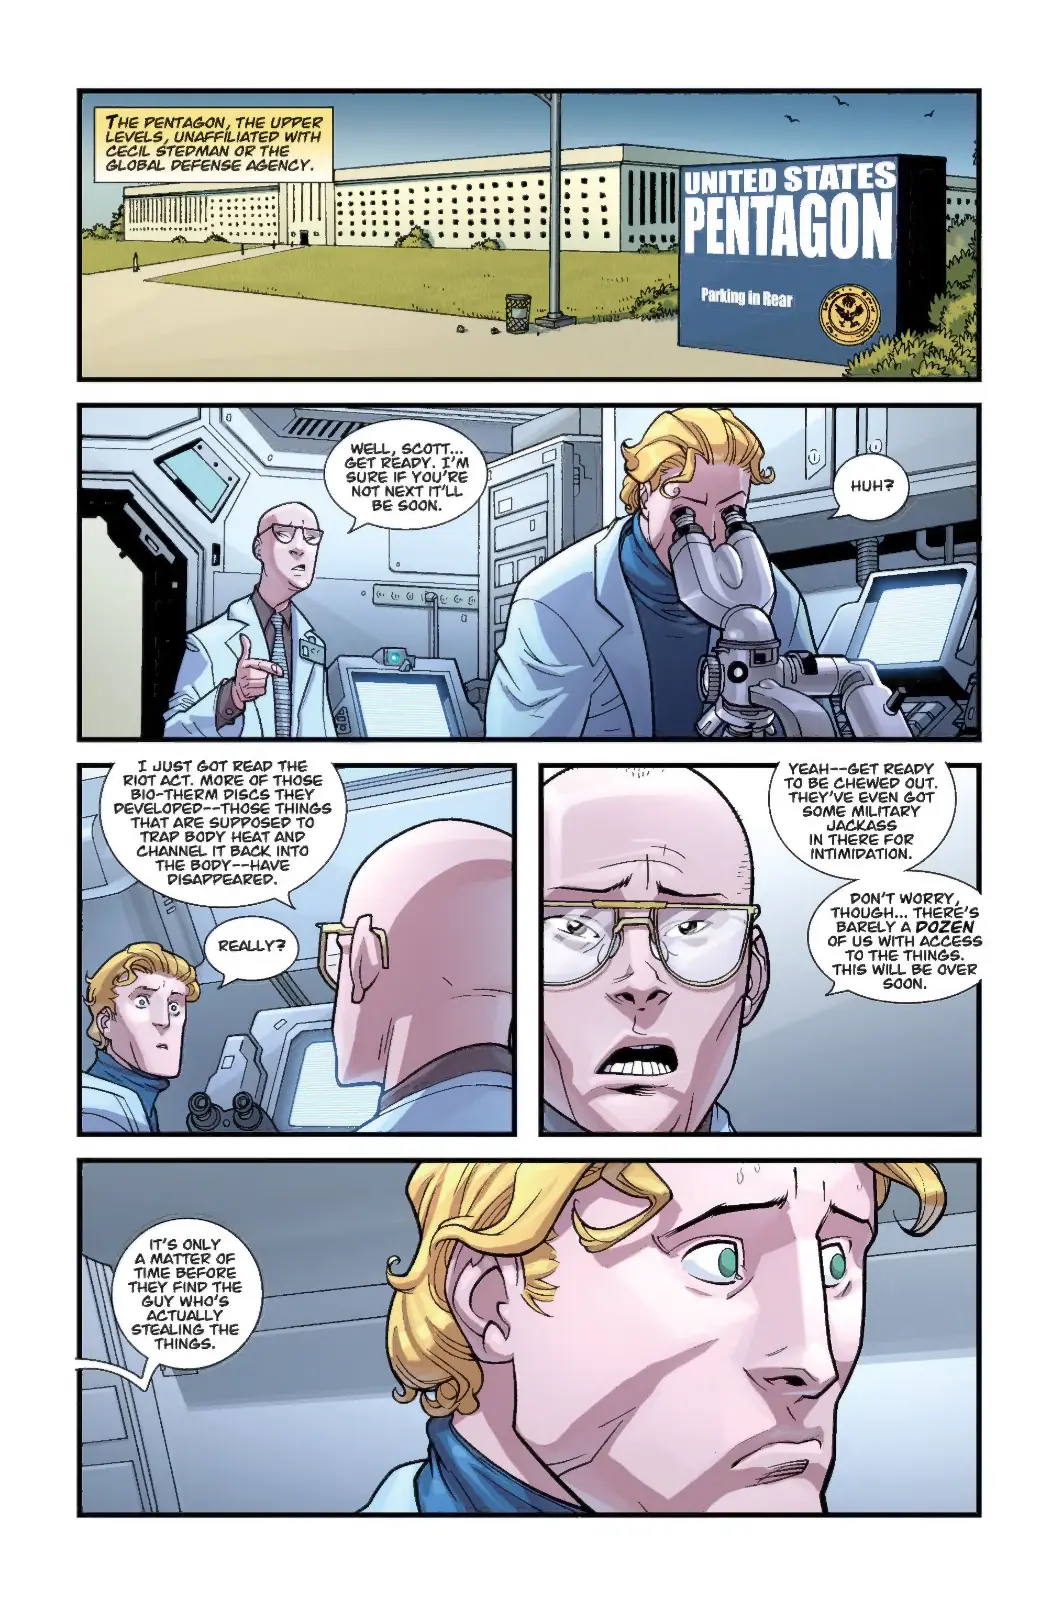 THE PENTAGON, THE UPPER
LEVELS, UNAFFILIATED WITH
CECIL STEDMAN OR THE
GLOBAL DEFENSE AGENCY.
UNITED STATES
PENTAGON
Parking in Rear
WELL, SCOTT...
GET READY. I'M
SURE IF YOU'RE
NOT NEXT IT'LL
BE SOON.
HUH?
I JUST GOT READ THE
RIOT ACT. MORE OF THOSE
BIO-THERM DISCS THEY
DEVELOPED--THOSE THINGS
THAT ARE SUPPOSED TO
TRAP BODY HEAT AND
CHANNEL IT BACK INTO
THE BODY--HAVE
DISAPPEARED.
REALLY?
YEAH--GET READY
TO BE CHEWED OUT.
THEY'VE EVEN GOT
SOME MILITARY
JACKASS
IN THERE FOR
INTIMIDATION.
DON'T WORRY,
THOUGH... THERE'S
BARELY A DOZEN
OF US WITH ACCESS
TO THE THINGS.
THIS WILL BE OVER
SOON.
IT'S ONLY
A MATTER OF
TIME BEFORE
THEY FIND THE
GUY WHO'S
ACTUALLY
STEALING THE
THINGS.